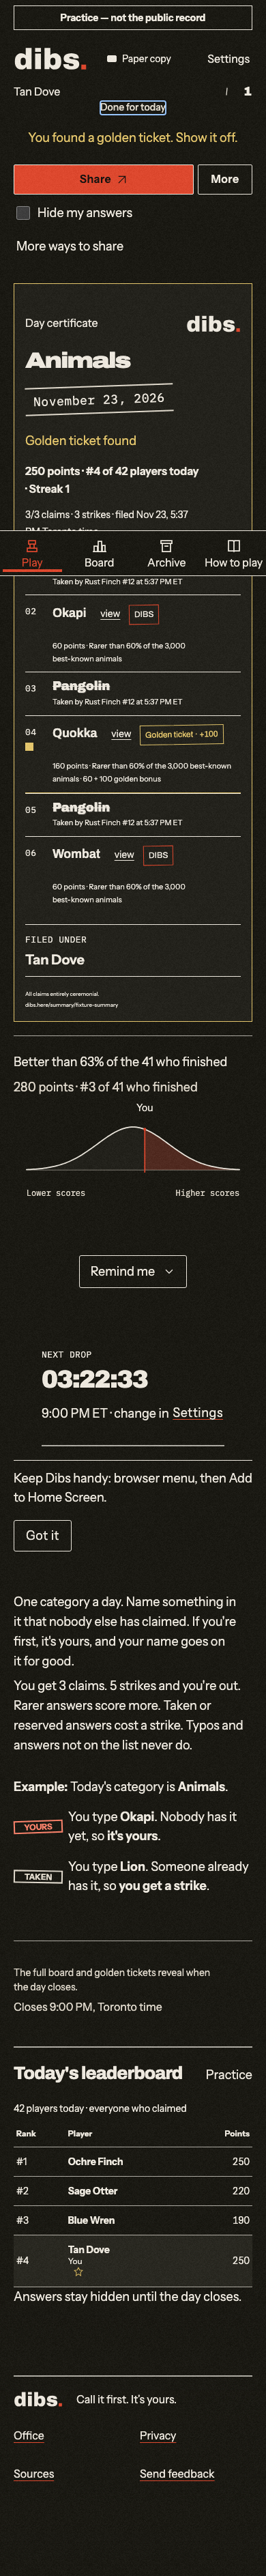 Practice — not the public record
dibs.
Paper copy
Settings
Tan Dove
1
Done for today
You found a golden ticket. Show it off.
Share
More
Hide my answers
More ways to share
Day certificate
dibs.
Animals
November 23, 2026
Golden ticket found
250 points · #4 of 42 players today
· Streak 1
3/3 claims · 3 strikes · filed Nov 23, 5:37
PM Toronto time
Play
Board
Archive
How to play
Taken by Rust Finch #12 at 5:37 PM ET
02 Okapi view DIBS
60 points · Rarer than 60% of the 3,000
best-known animals
03 Pangolin
Taken by Rust Finch #12 at 5:37 PM ET
04 Quokka view Golden ticket · +100
160 points · Rarer than 60% of the 3,000 best-known
animals · 60 + 100 golden bonus
05 Pangolin
Taken by Rust Finch #12 at 5:37 PM ET
06 Wombat view DIBS
60 points · Rarer than 60% of the 3,000
best-known animals
FILED UNDER
Tan Dove
All claims entirely ceremonial.
dibs.here/summary/fixture-summary
Better than 63% of the 41 who finished
280 points · #3 of 41 who finished
You
Lower scores
Higher scores
Remind me
NEXT DROP
03:22:33
9:00 PM ET · change in Settings
Keep Dibs handy: browser menu, then Add
to Home Screen.
Got it
One category a day. Name something in
it that nobody else has claimed. If you're
first, it's yours, and your name goes on
it for good.
You get 3 claims. 5 strikes and you're out.
Rarer answers score more. Taken or
reserved answers cost a strike. Typos and
answers not on the list never do.
Example: Today's category is Animals.
YOURS
You type Okapi. Nobody has it
yet, so it's yours.
TAKEN
You type Lion. Someone already
has it, so you get a strike.
The full board and golden tickets reveal when
the day closes.
Closes 9:00 PM, Toronto time
Today's leaderboard
Practice
42 players today · everyone who claimed
Rank Player Points
#1 Ochre Finch 250
#2 Sage Otter 220
#3 Blue Wren 190
#4 Tan Dove 250
You
Answers stay hidden until the day closes.
dibs.
Call it first. It's yours.
Office
Privacy
Sources
Send feedback